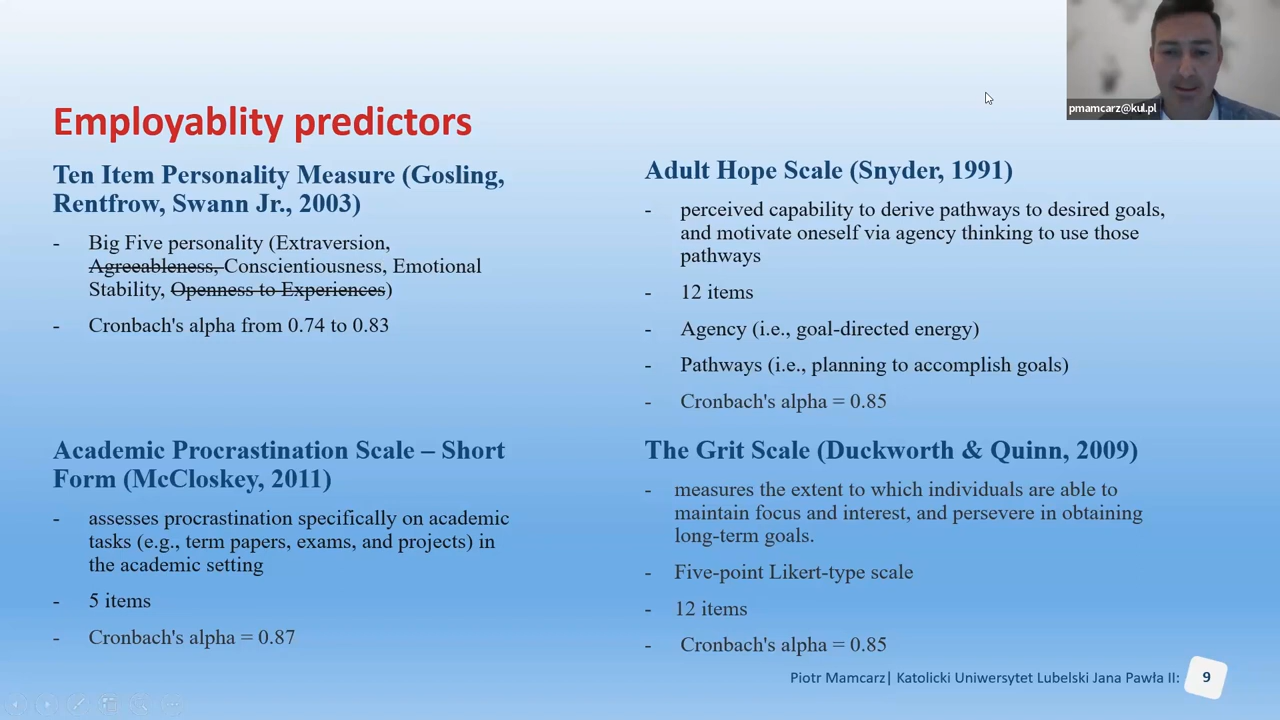 pmamcarz@kul.pl
Employablity predictors
Ten Item Personality Measure (Gosling,
Rentfrow, Swann Jr., 2003)
- Big Five personality (Extraversion,
Agreeableness, Conscientiousness, Emotional
Stability, Openness to Experiences)
- Cronbach's alpha from 0.74 to 0.83
Adult Hope Scale (Snyder, 1991)
- perceived capability to derive pathways to desired goals,
and motivate oneself via agency thinking to use those
pathways
- 12 items
- Agency (i.e., goal-directed energy)
- Pathways (i.e., planning to accomplish goals)
- Cronbach's alpha = 0.85
Academic Procrastination Scale – Short
Form (McCloskey, 2011)
- assesses procrastination specifically on academic
tasks (e.g., term papers, exams, and projects) in
the academic setting
- 5 items
- Cronbach's alpha = 0.87
The Grit Scale (Duckworth & Quinn, 2009)
- measures the extent to which individuals are able to
maintain focus and interest, and persevere in obtaining
long-term goals.
- Five-point Likert-type scale
- 12 items
- Cronbach's alpha = 0.85
Piotr Mamcarz| Katolicki Uniwersytet Lubelski Jana Pawła II: 9